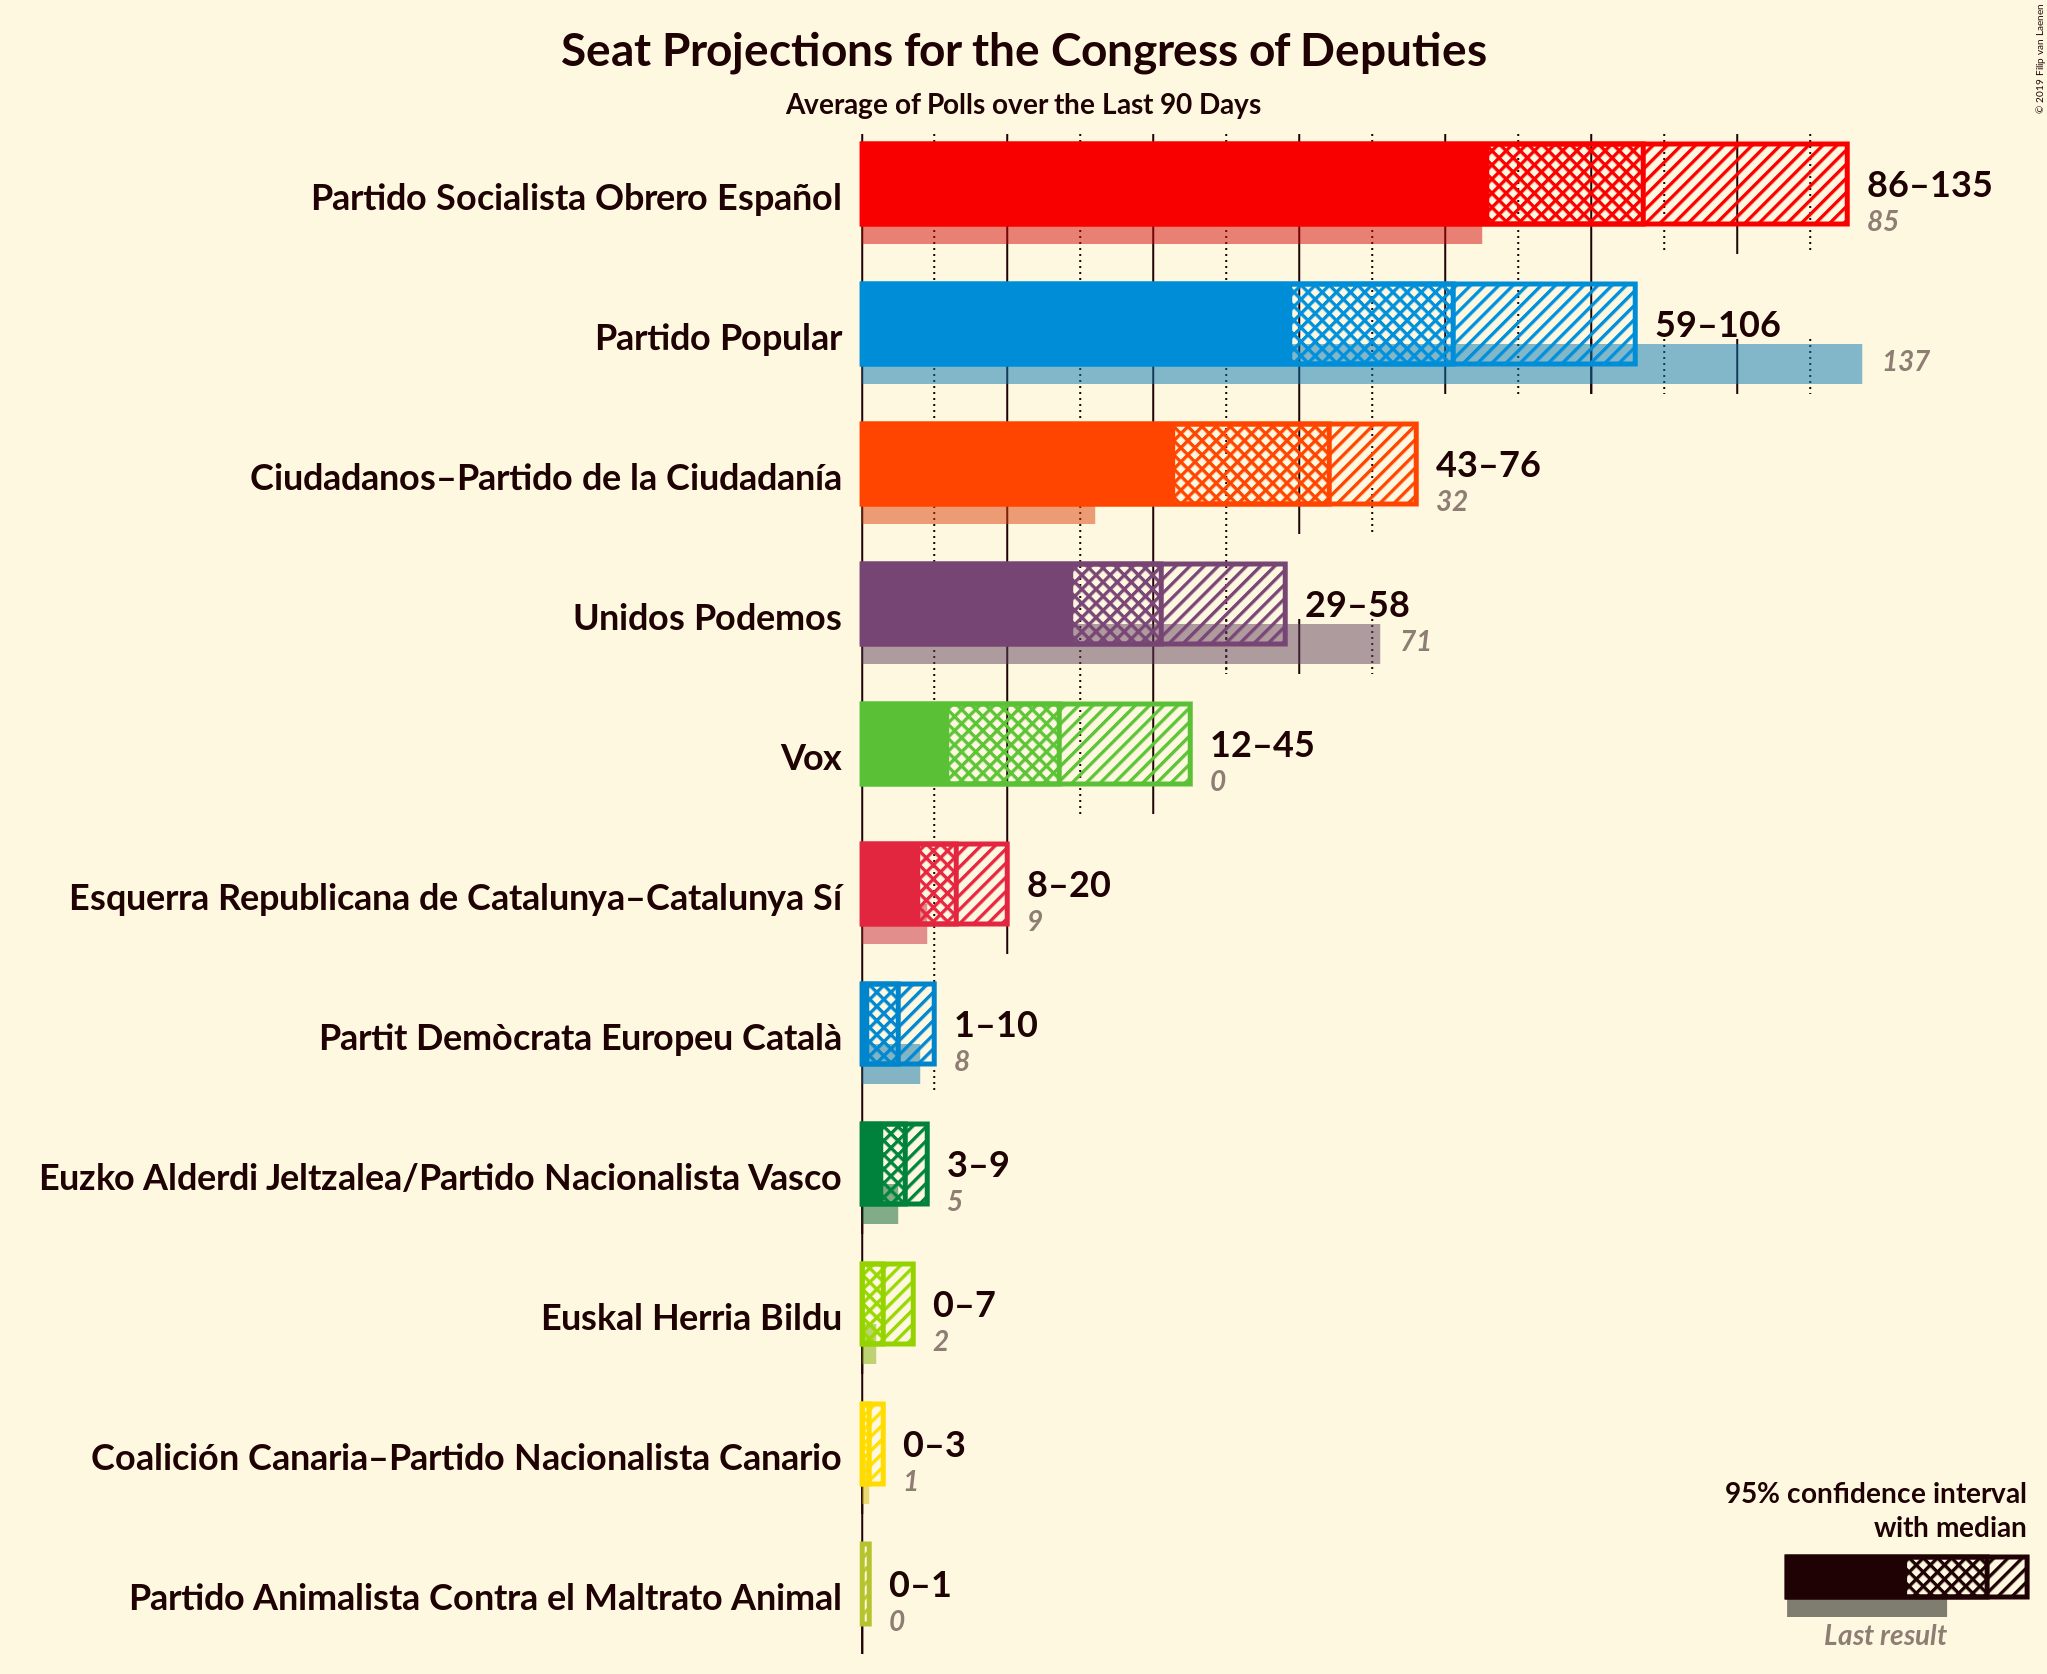 Seat Projections for the Congress of Deputies
Average of Polls over the Last 90 Days
© 2019 Filip van Laenen
Partido Socialista Obrero Español
86–135
85
Partido Popular
59–106
137
Ciudadanos–Partido de la Ciudadanía
43–76
32
Unidos Podemos
29–58
71
Vox
12–45
0
Esquerra Republicana de Catalunya–Catalunya Sí
8–20
9
Partit Demòcrata Europeu Català
1–10
8
Euzko Alderdi Jeltzalea/Partido Nacionalista Vasco
3–9
5
Euskal Herria Bildu
0–7
2
Coalición Canaria–Partido Nacionalista Canario
0–3
1
Partido Animalista Contra el Maltrato Animal
0–1
0
95% confidence interval
with median
Last result